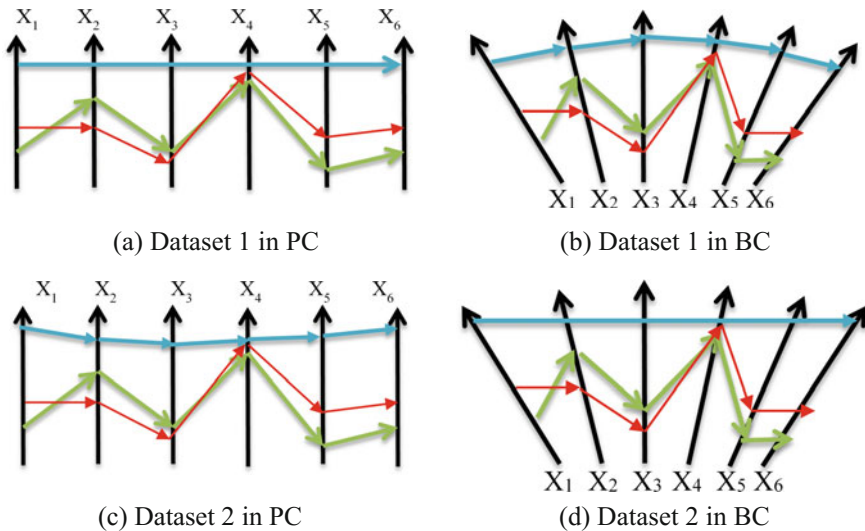 X₁ X₂ X₃ X₄ X₅ X₆
X₁ X₂ X₃ X₄ X₅ X₆
(a) Dataset 1 in PC
(b) Dataset 1 in BC
X₁ X₂ X₃ X₄ X₅ X₆
X₁ X₂ X₃ X₄ X₅ X₆
(c) Dataset 2 in PC
(d) Dataset 2 in BC